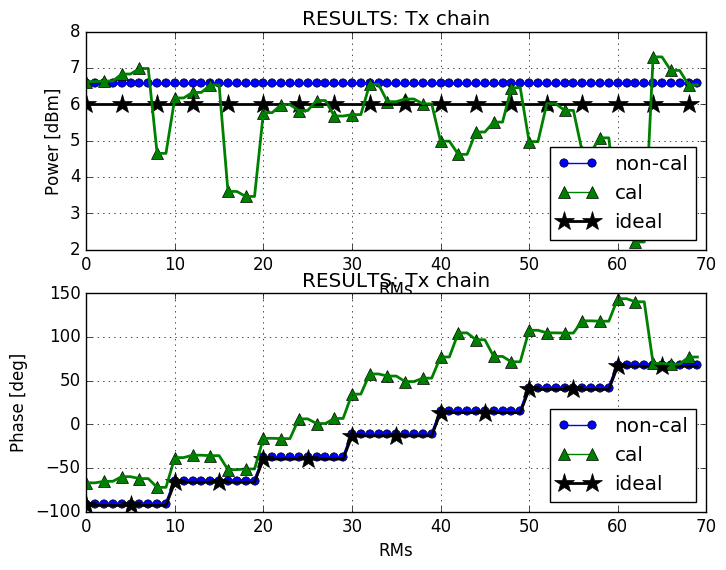 RESULTS: Tx chain
8
7
6
5
4
3
2
Power [dBm]
non-cal
cal
ideal
0 10 20 30 40 50 60 70
RMs
RESULTS: Tx chain
150
100
50
0
−50
−100
Phase [deg]
non-cal
cal
ideal
0 10 20 30 40 50 60 70
RMs